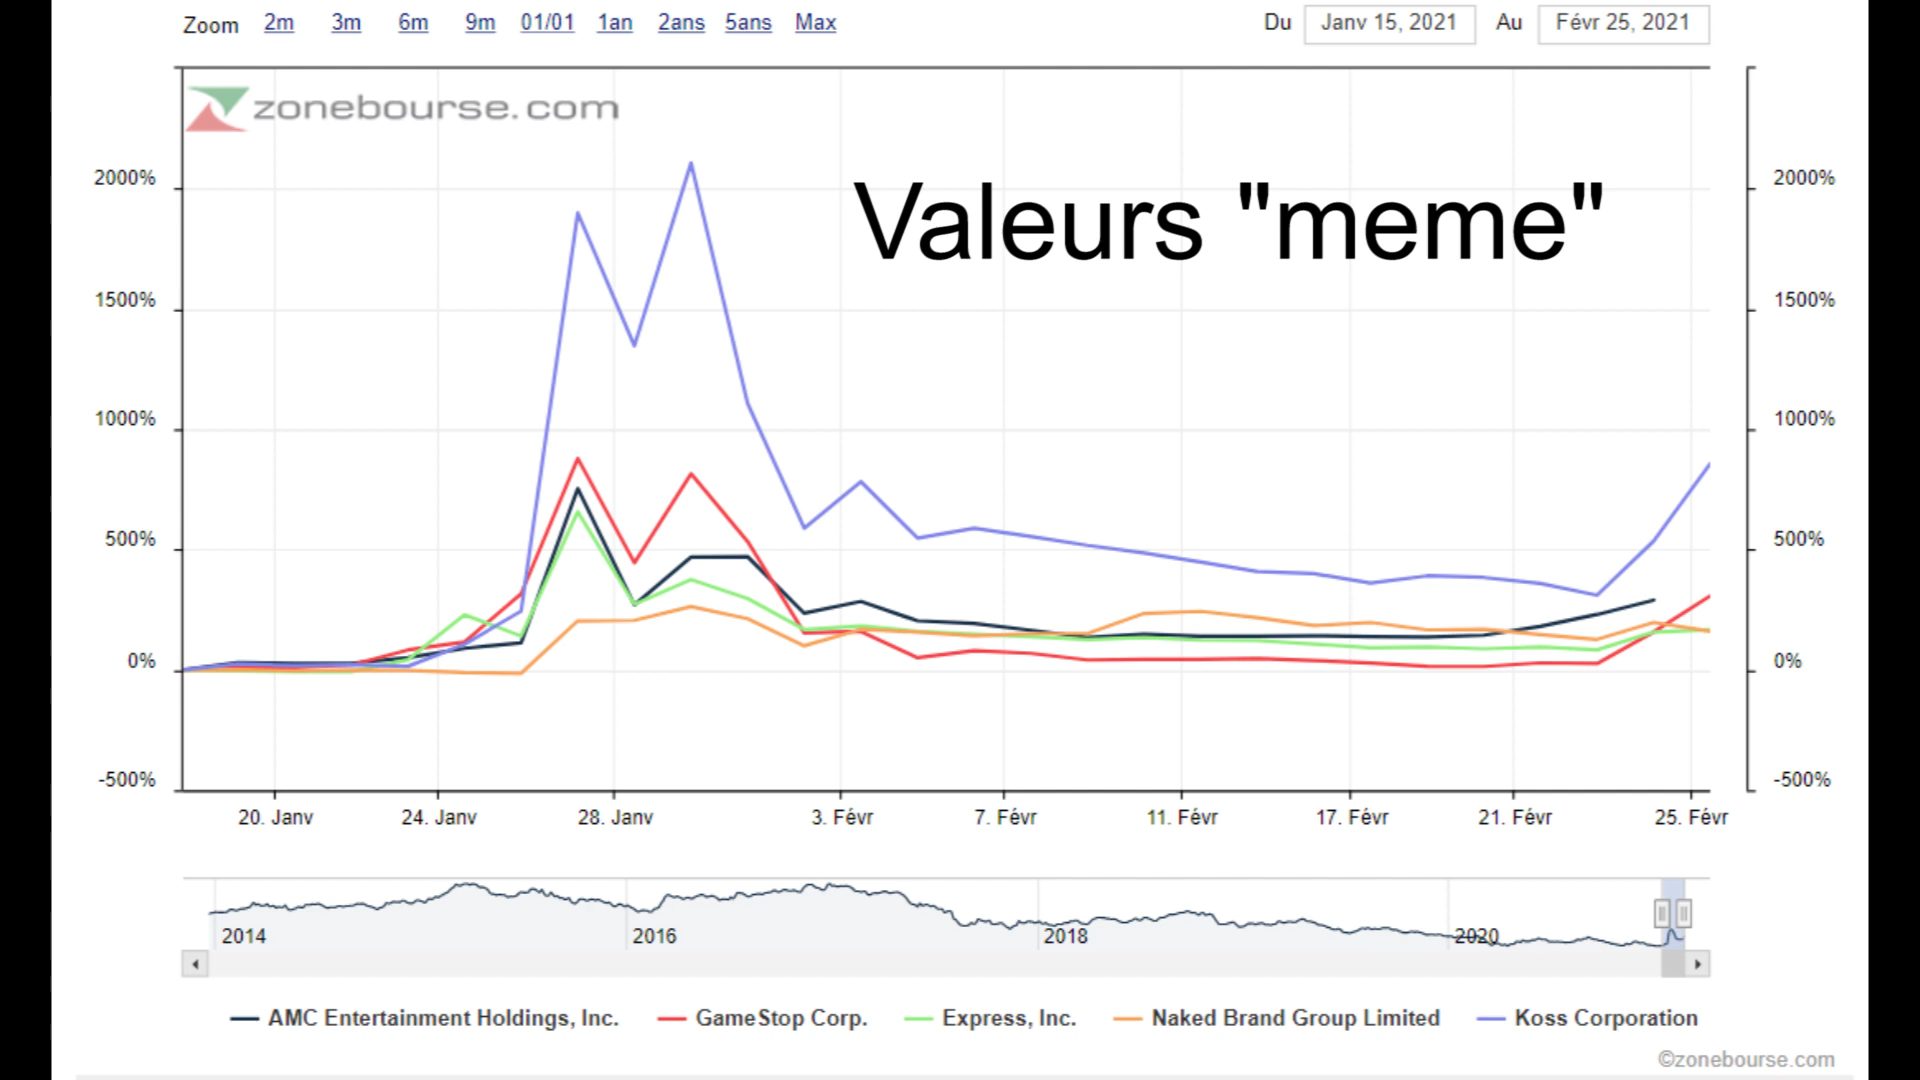 Zoom 2m 3m 6m 9m 01/01 1an 2ans 5ans Max Du Janv 15, 2021 Au Févr 25, 2021
zonebourse.com
Valeurs "meme"
2000% 2000%
1500% 1500%
1000% 1000%
500% 500%
0% 0%
-500% -500%
20. Janv 24. Janv 28. Janv 3. Févr 7. Févr 11. Févr 17. Févr 21. Févr 25. Févr
2014 2016 2018 2020
AMC Entertainment Holdings, Inc. GameStop Corp. Express, Inc. Naked Brand Group Limited Koss Corporation
©zonebourse.com